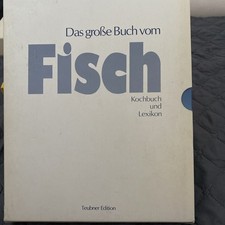 Das große Buch vom
Fisch
Kochbuch
und
Lexikon
Teubner Edition